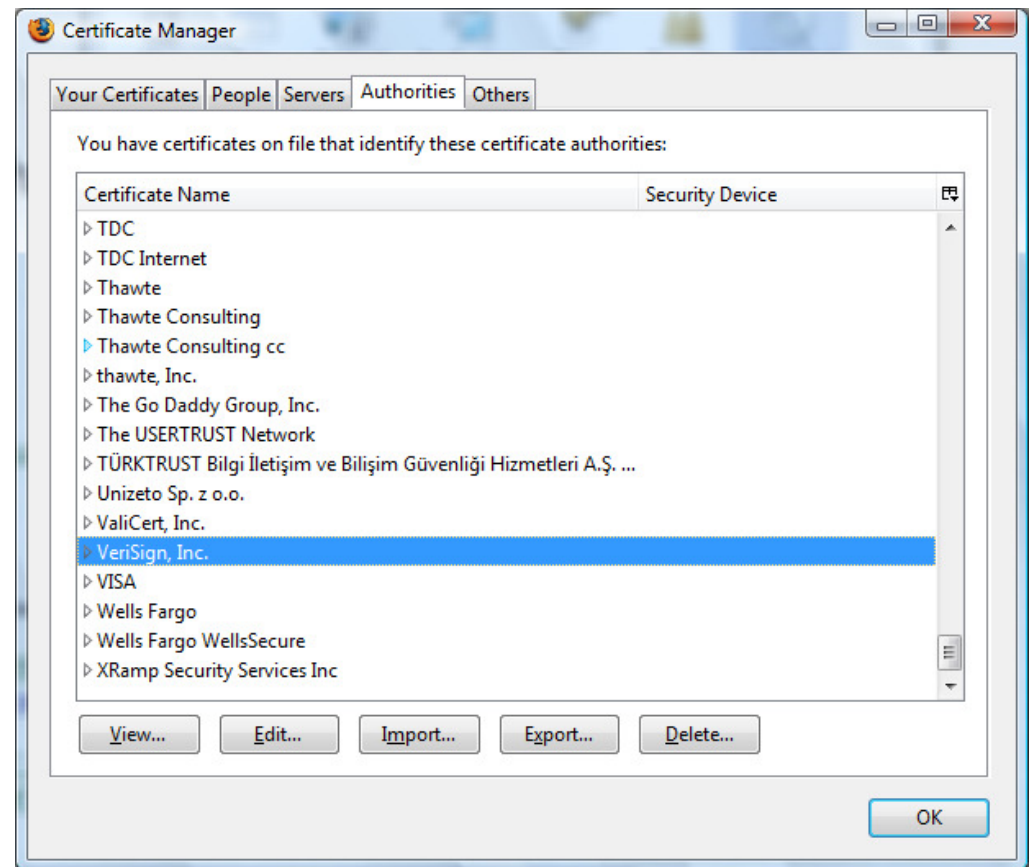 Certificate Manager
Your Certificates People Servers Authorities Others
You have certificates on file that identify these certificate authorities:
Certificate Name Security Device
TDC
TDC Internet
Thawte
Thawte Consulting
Thawte Consulting cc
thawte, Inc.
The Go Daddy Group, Inc.
The USERTRUST Network
TÜRKTRUST Bilgi İletişim ve Bilişim Güvenliği Hizmetleri A.Ş. ...
Unizeto Sp. z o.o.
ValiCert, Inc.
VeriSign, Inc.
VISA
Wells Fargo
Wells Fargo WellsSecure
XRamp Security Services Inc
View... Edit... Import... Export... Delete...
OK